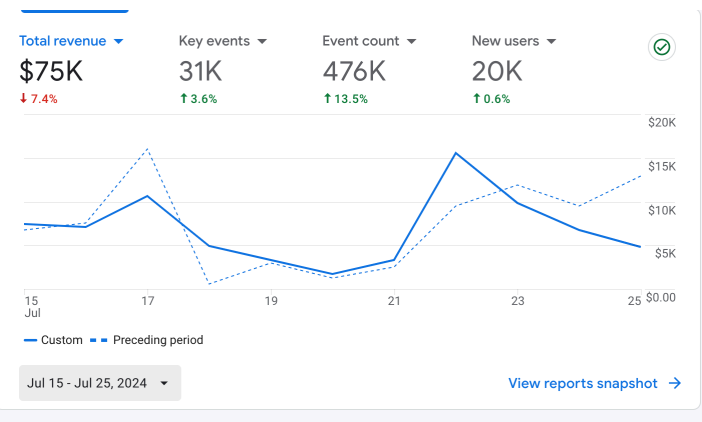 Total revenue Key events Event count New users
$75K 31K 476K 20K
↓ 7.4% ↑ 3.6% ↑ 13.5% ↑ 0.6%
$20K
$15K
$10K
$5K
$0.00
15 17 19 21 23 25
Jul
Custom Preceding period
Jul 15 - Jul 25, 2024
View reports snapshot →